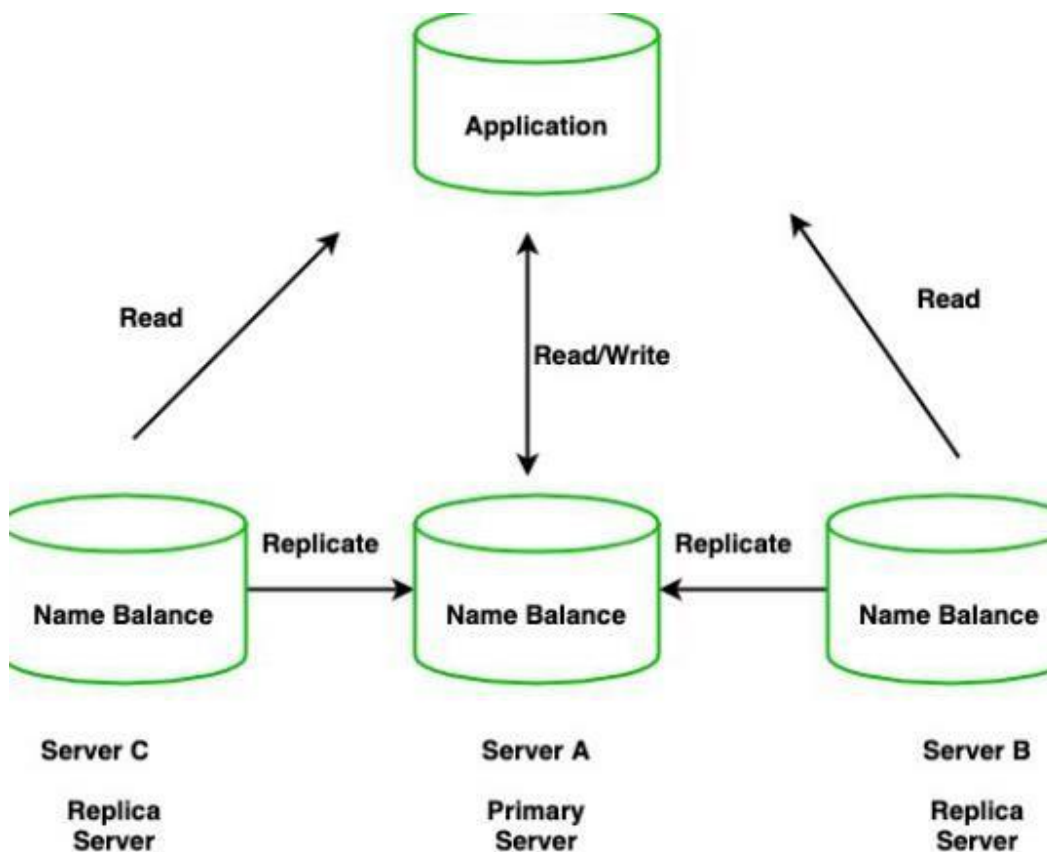 Application
Read
Read
Read/Write
Replicate
Replicate
Name Balance
Name Balance
Name Balance
Server C
Server A
Server B
Replica
Server
Primary
Server
Replica
Server